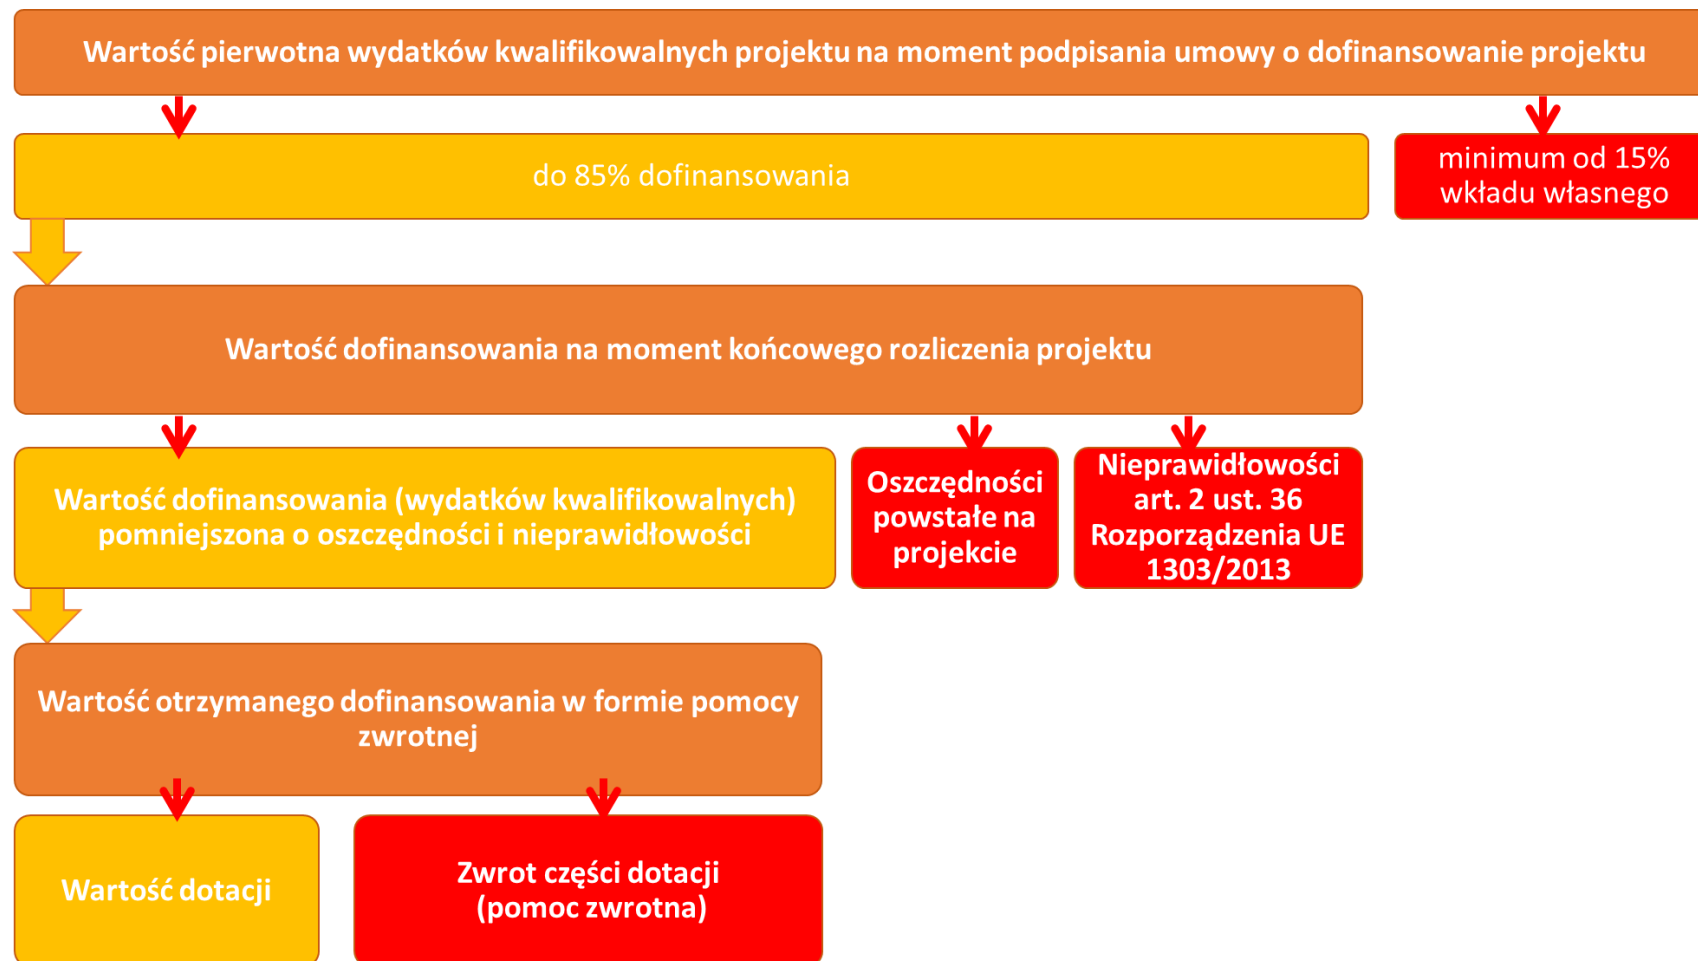 Wartość pierwotna wydatków kwalifikowalnych projektu na moment podpisania umowy o dofinansowanie projektu
do 85% dofinansowania
minimum od 15%
wkładu własnego
Wartość dofinansowania na moment końcowego rozliczenia projektu
Wartość dofinansowania (wydatków kwalifikowalnych)
pomniejszona o oszczędności i nieprawidłowości
Oszczędności
powstałe na
projekcie
Nieprawidłowości
art. 2 ust. 36
Rozporządzenia UE
1303/2013
Wartość otrzymanego dofinansowania w formie pomocy
zwrotnej
Wartość dotacji
Zwrot części dotacji
(pomoc zwrotna)